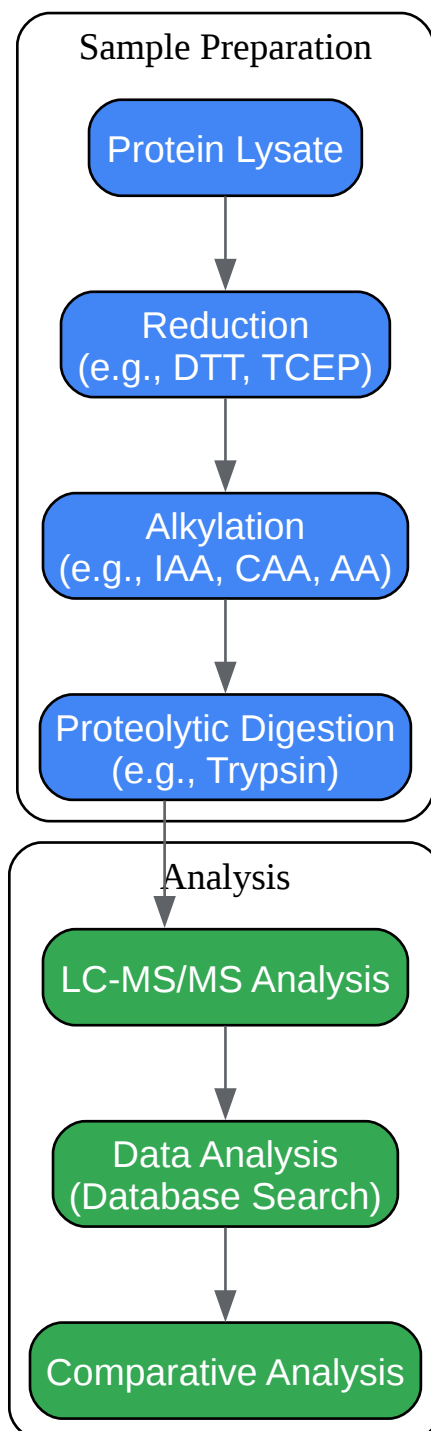 Sample Preparation
Protein Lysate
Reduction
(e.g., DTT, TCEP)
Alkylation
(e.g., IAA, CAA, AA)
Proteolytic Digestion
(e.g., Trypsin)
Analysis
LC-MS/MS Analysis
Data Analysis
(Database Search)
Comparative Analysis